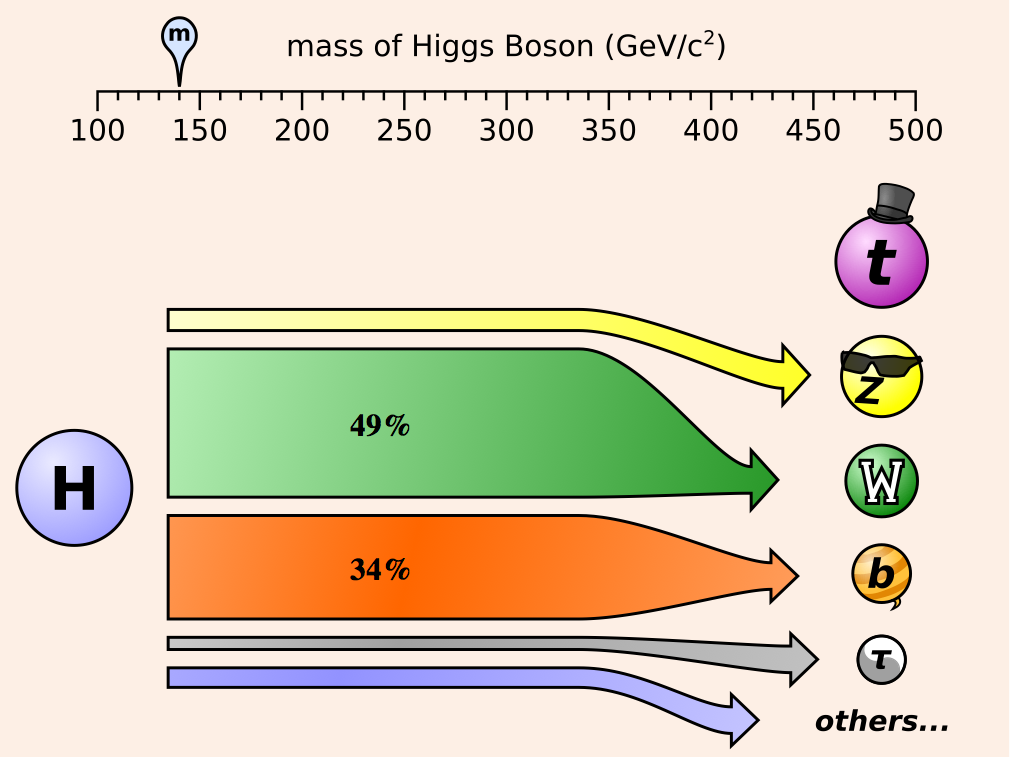 m
mass of Higgs Boson (GeV/c²)
100 150 200 250 300 350 400 450 500
t
z
49%
H
W
34%
b
τ
others...